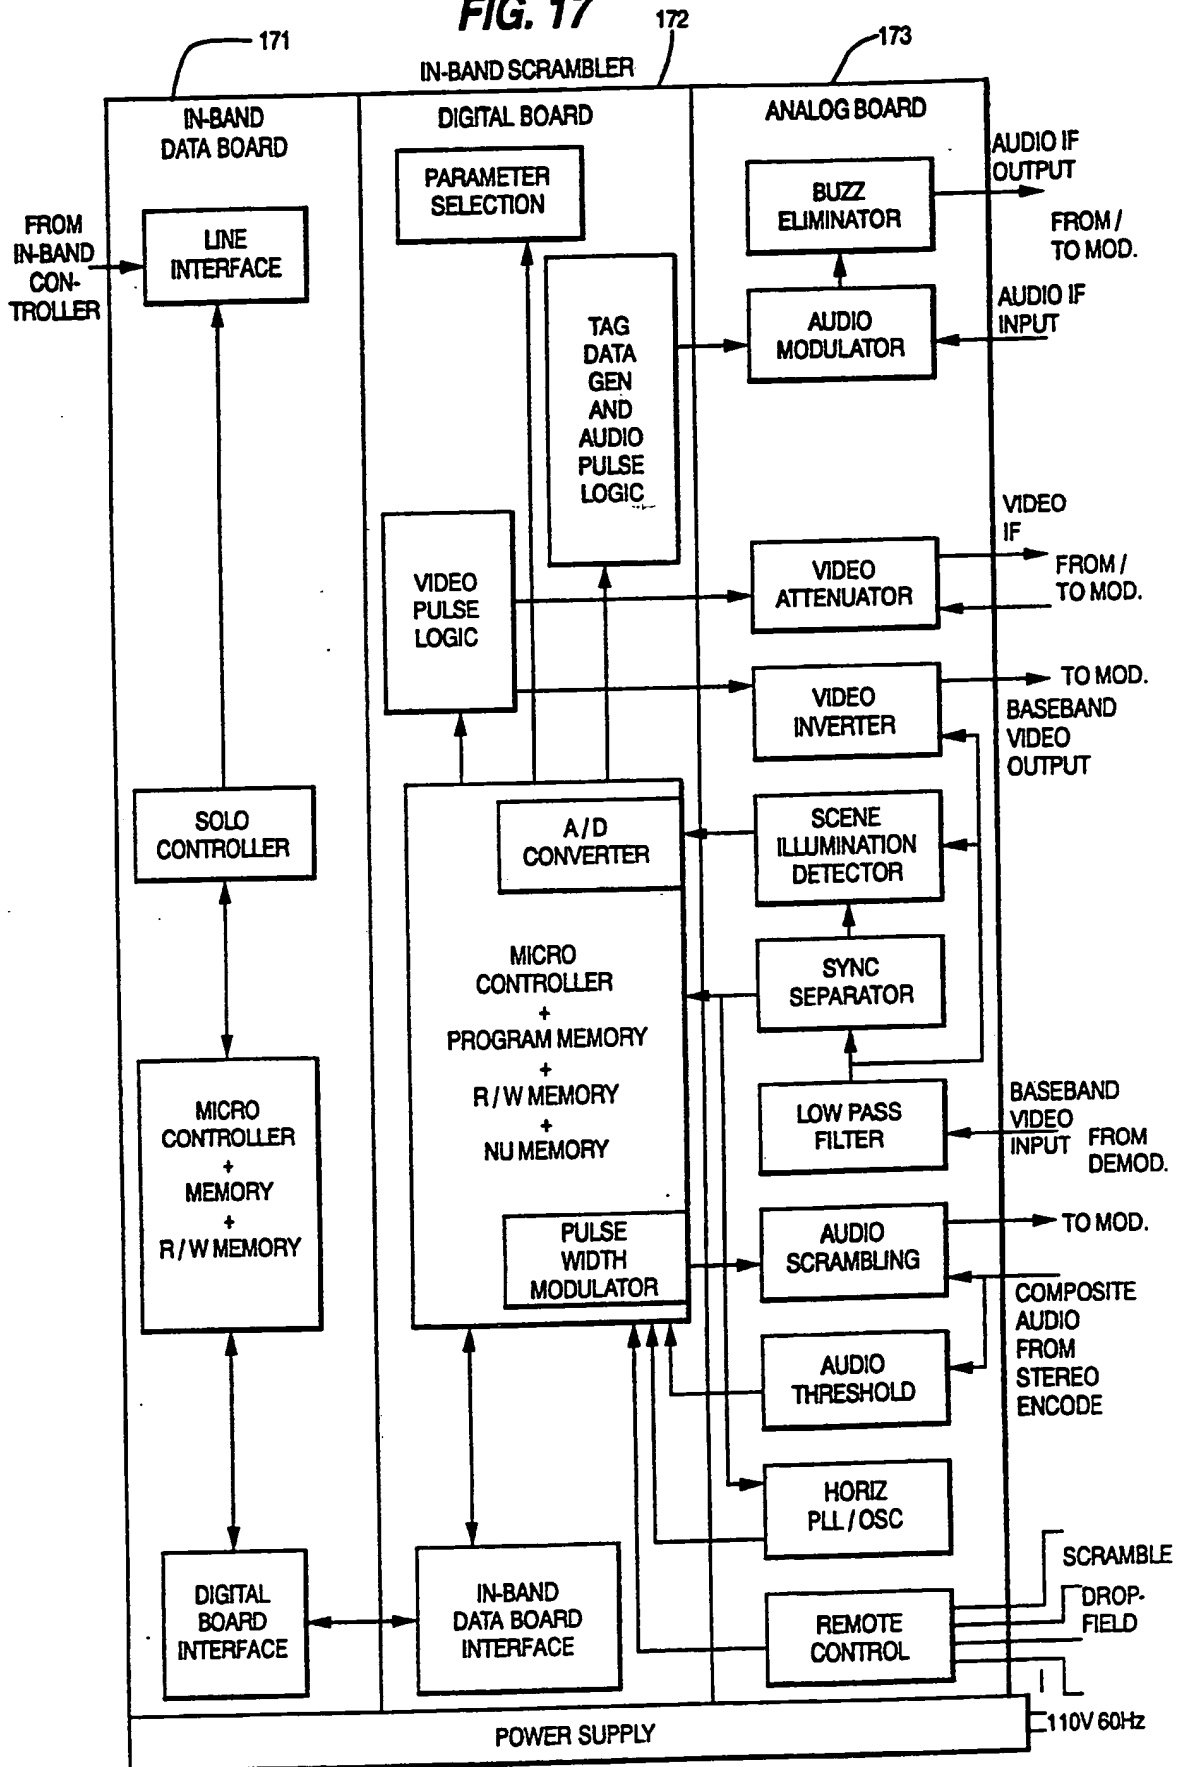 FIG. 17
171
172
173
IN-BAND SCRAMBLER
IN-BAND
DATA BOARD
DIGITAL BOARD
ANALOG BOARD
FROM
IN-BAND
CON-
TROLLER
LINE
INTERFACE
SOLO
CONTROLLER
MICRO
CONTROLLER
+
MEMORY
+
R/W MEMORY
DIGITAL
BOARD
INTERFACE
PARAMETER
SELECTION
TAG
DATA
GEN
AND
AUDIO
PULSE
LOGIC
VIDEO
PULSE
LOGIC
A/D
CONVERTER
MICRO
CONTROLLER
+
PROGRAM MEMORY
+
R/W MEMORY
+
NU MEMORY
PULSE
WIDTH
MODULATOR
IN-BAND
DATA BOARD
INTERFACE
BUZZ
ELIMINATOR
AUDIO IF
OUTPUT
FROM/
TO MOD.
AUDIO
MODULATOR
AUDIO IF
INPUT
VIDEO
ATTENUATOR
VIDEO
IF
FROM/
TO MOD.
VIDEO
INVERTER
TO MOD.
BASEBAND
VIDEO
OUTPUT
SCENE
ILLUMINATION
DETECTOR
SYNC
SEPARATOR
LOW PASS
FILTER
BASEBAND
VIDEO
INPUT
FROM
DEMOD.
AUDIO
SCRAMBLING
TO MOD.
COMPOSITE
AUDIO
FROM
STEREO
ENCODE
AUDIO
THRESHOLD
HORIZ
PLL/OSC
REMOTE
CONTROL
SCRAMBLE
DROP-
FIELD
110V 60Hz
POWER SUPPLY